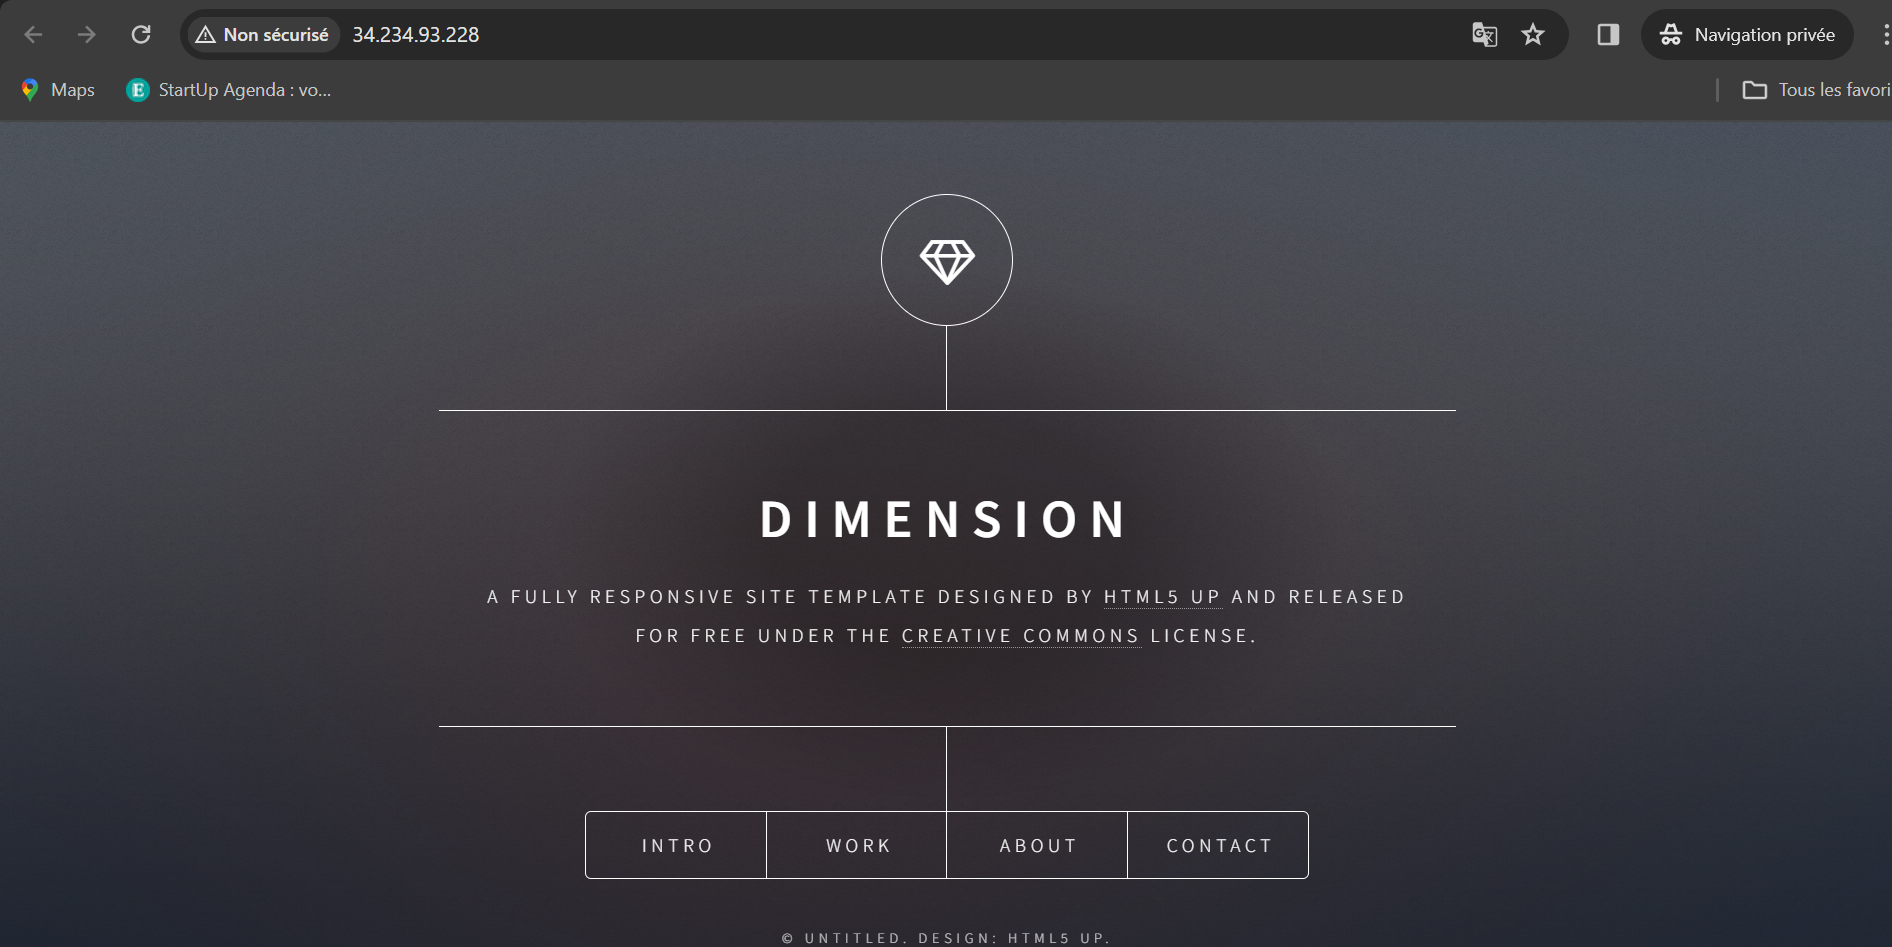 Non sécurisé 34.234.93.228 Navigation privée
Maps StartUp Agenda : vo... Tous les favori
DIMENSION
A FULLY RESPONSIVE SITE TEMPLATE DESIGNED BY HTML5 UP AND RELEASED
FOR FREE UNDER THE CREATIVE COMMONS LICENSE.
INTRO WORK ABOUT CONTACT
© UNTITLED. DESIGN: HTML5 UP.